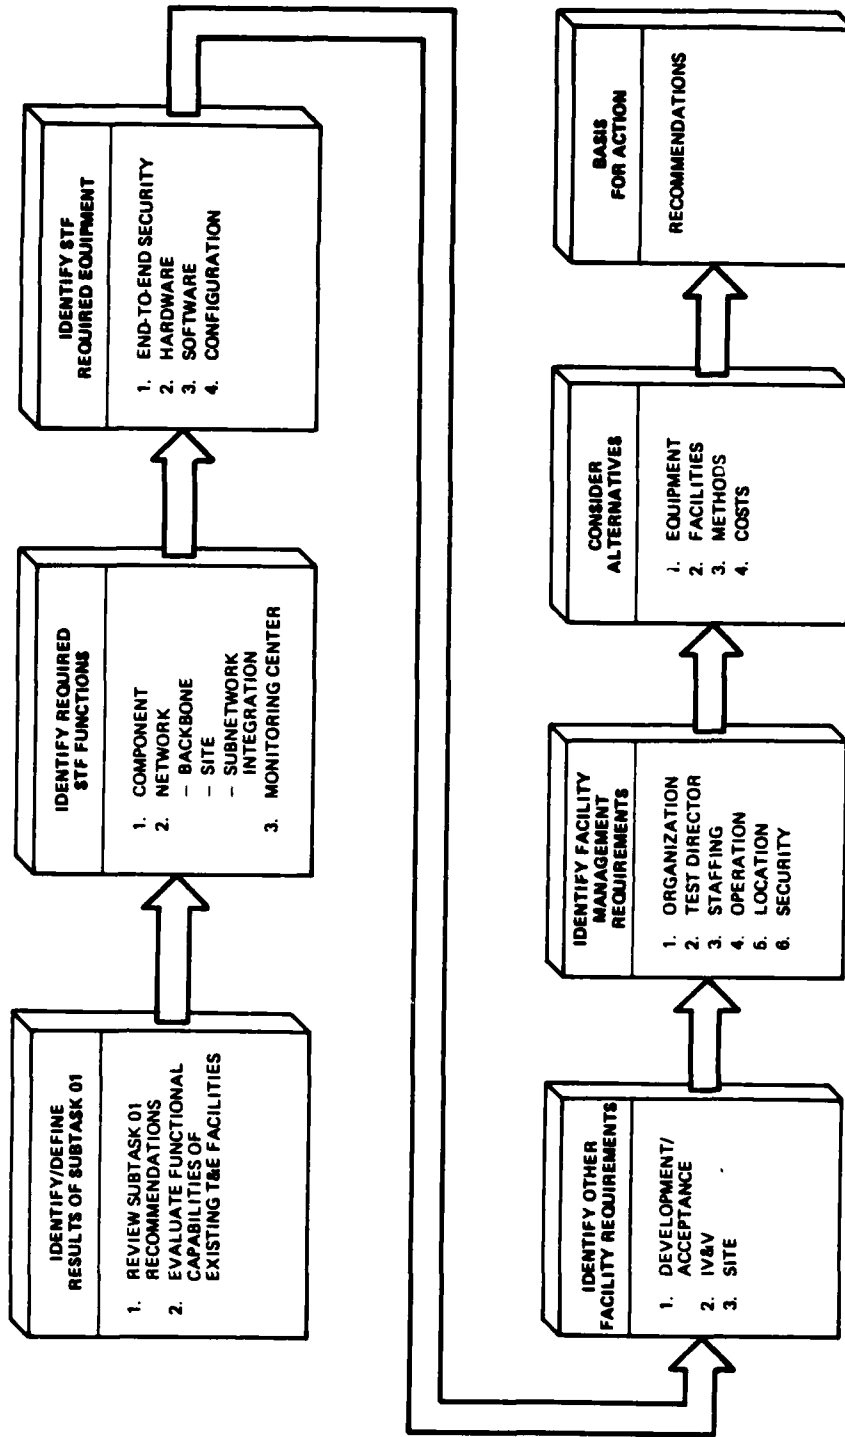 IDENTIFY/DEFINE
RESULTS OF SUBTASK 01
1. REVIEW SUBTASK 01
RECOMMENDATIONS
2. EVALUATE FUNCTIONAL
CAPABILITIES OF
EXISTING T&E FACILITIES
IDENTIFY REQUIRED
STF FUNCTIONS
1. COMPONENT
2. NETWORK
– BACKBONE
– SITE
– SUBNETWORK
INTEGRATION
3. MONITORING CENTER
IDENTIFY STF
REQUIRED EQUIPMENT
1. END-TO-END SECURITY
2. HARDWARE
3. SOFTWARE
4. CONFIGURATION
IDENTIFY OTHER
FACILITY REQUIREMENTS
1. DEVELOPMENT/
ACCEPTANCE
2. IV&V
3. SITE
IDENTIFY FACILITY
MANAGEMENT
REQUIREMENTS
1. ORGANIZATION
2. TEST DIRECTOR
3. STAFFING
4. OPERATION
5. LOCATION
6. SECURITY
CONSIDER
ALTERNATIVES
1. EQUIPMENT
2. FACILITIES
3. METHODS
4. COSTS
BASIS
FOR ACTION
RECOMMENDATIONS